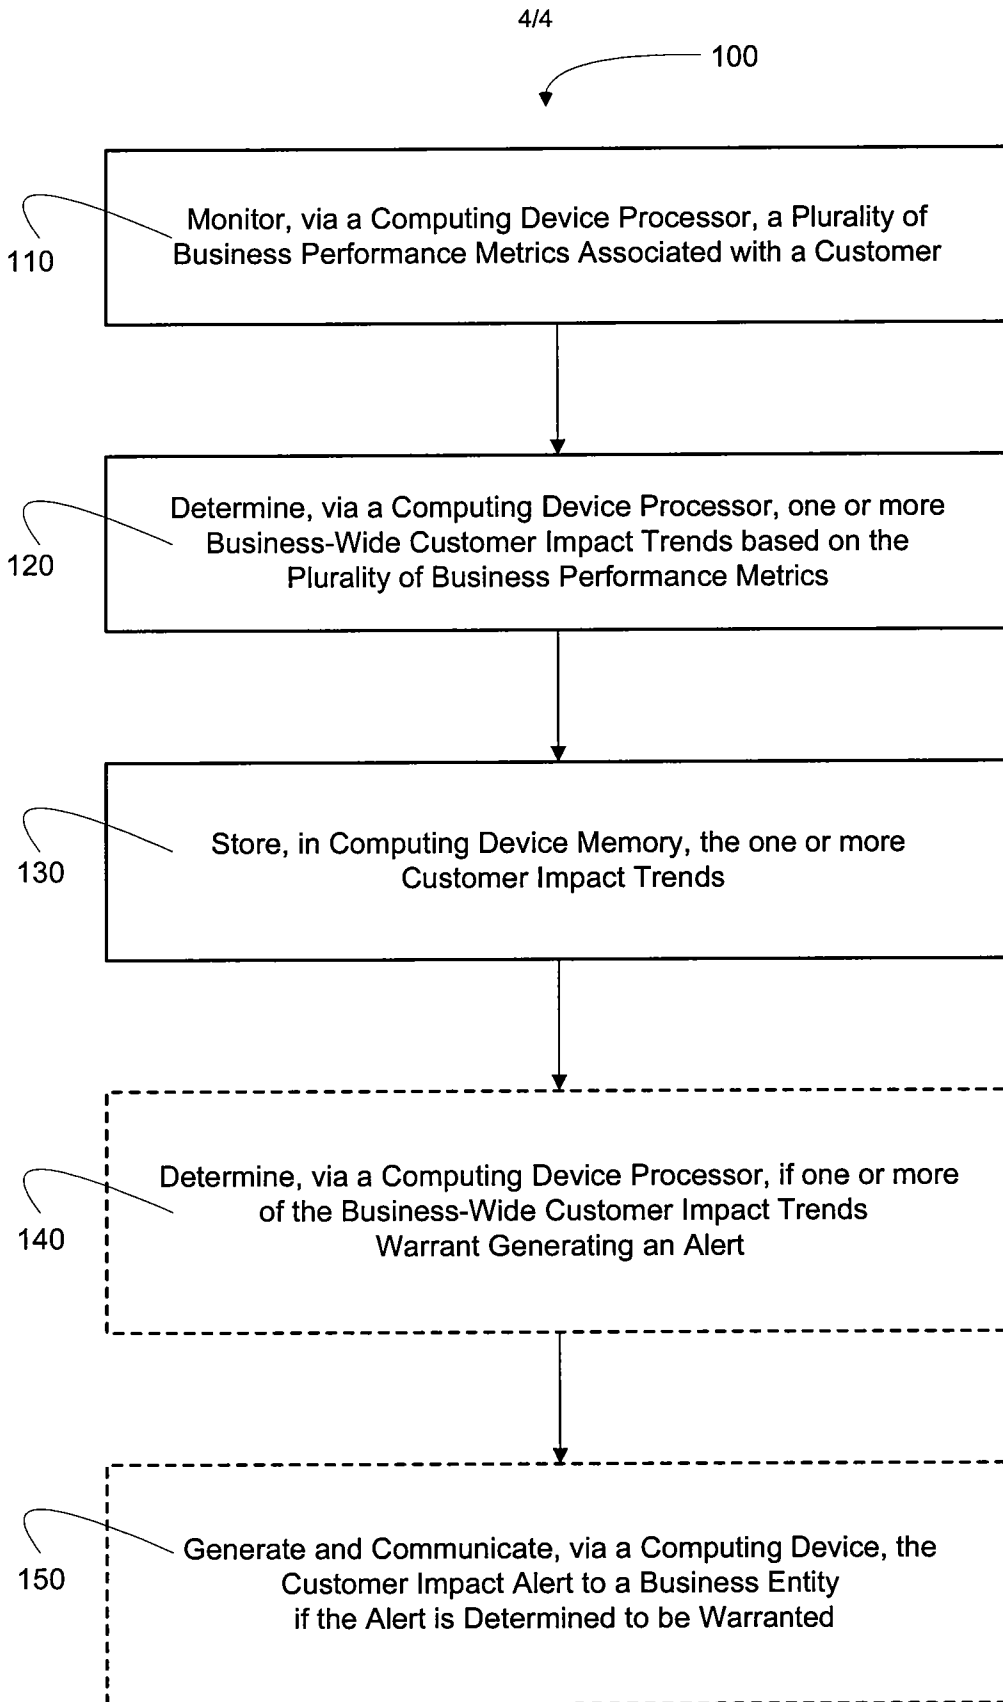 4/4
100
Monitor, via a Computing Device Processor, a Plurality of
Business Performance Metrics Associated with a Customer
110
Determine, via a Computing Device Processor, one or more
Business-Wide Customer Impact Trends based on the
Plurality of Business Performance Metrics
120
Store, in Computing Device Memory, the one or more
Customer Impact Trends
130
Determine, via a Computing Device Processor, if one or more
of the Business-Wide Customer Impact Trends
Warrant Generating an Alert
140
Generate and Communicate, via a Computing Device, the
Customer Impact Alert to a Business Entity
if the Alert is Determined to be Warranted
150